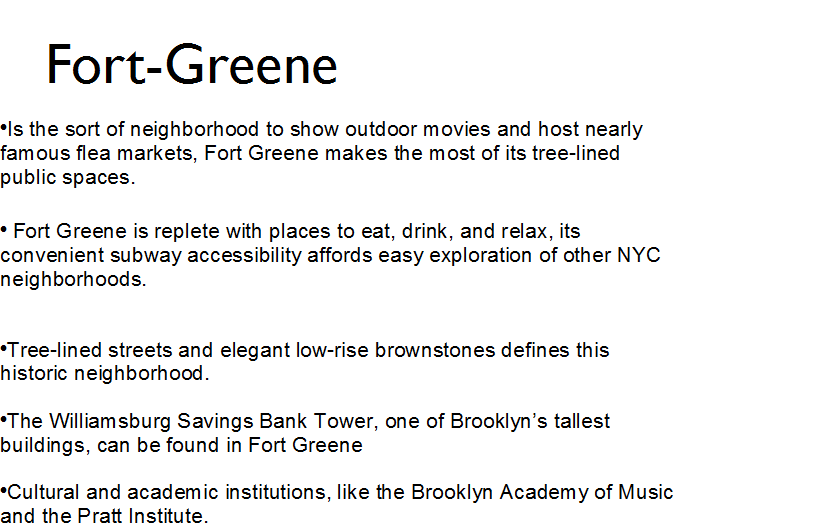 Fort-Greene
•Is the sort of neighborhood to show outdoor movies and host nearly
famous flea markets, Fort Greene makes the most of its tree-lined
public spaces.
• Fort Greene is replete with places to eat, drink, and relax, its
convenient subway accessibility affords easy exploration of other NYC
neighborhoods.
•Tree-lined streets and elegant low-rise brownstones defines this
historic neighborhood.
•The Williamsburg Savings Bank Tower, one of Brooklyn’s tallest
buildings, can be found in Fort Greene
•Cultural and academic institutions, like the Brooklyn Academy of Music
and the Pratt Institute.